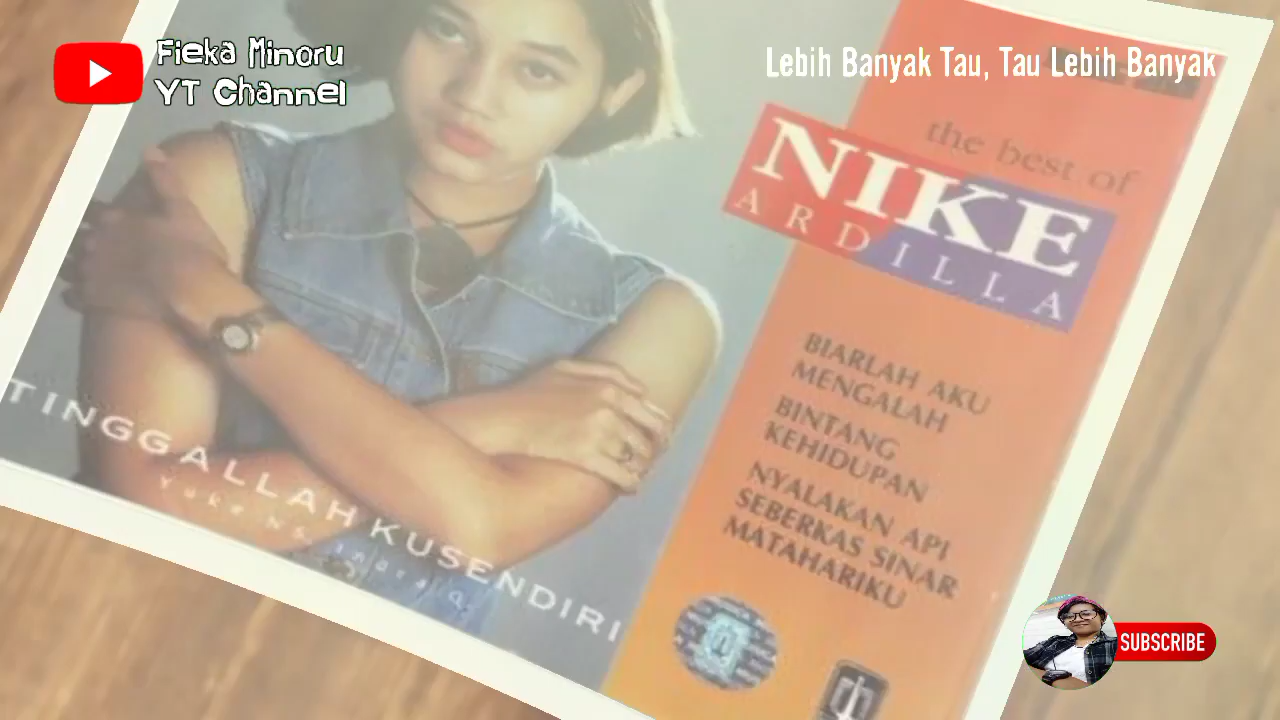 Fieka Minoru
YT Channel
Lebih Banyak Tau, Tau Lebih Banyak
the best of
NIKE
ARDILLA
BIARLAH AKU
MENGALAH
BINTANG
KEHIDUPAN
NYALAKAN API
SEBERKAS SINAR
MATAHARIKU
TINGGALLAH KUSENDIRI
SUBSCRIBE